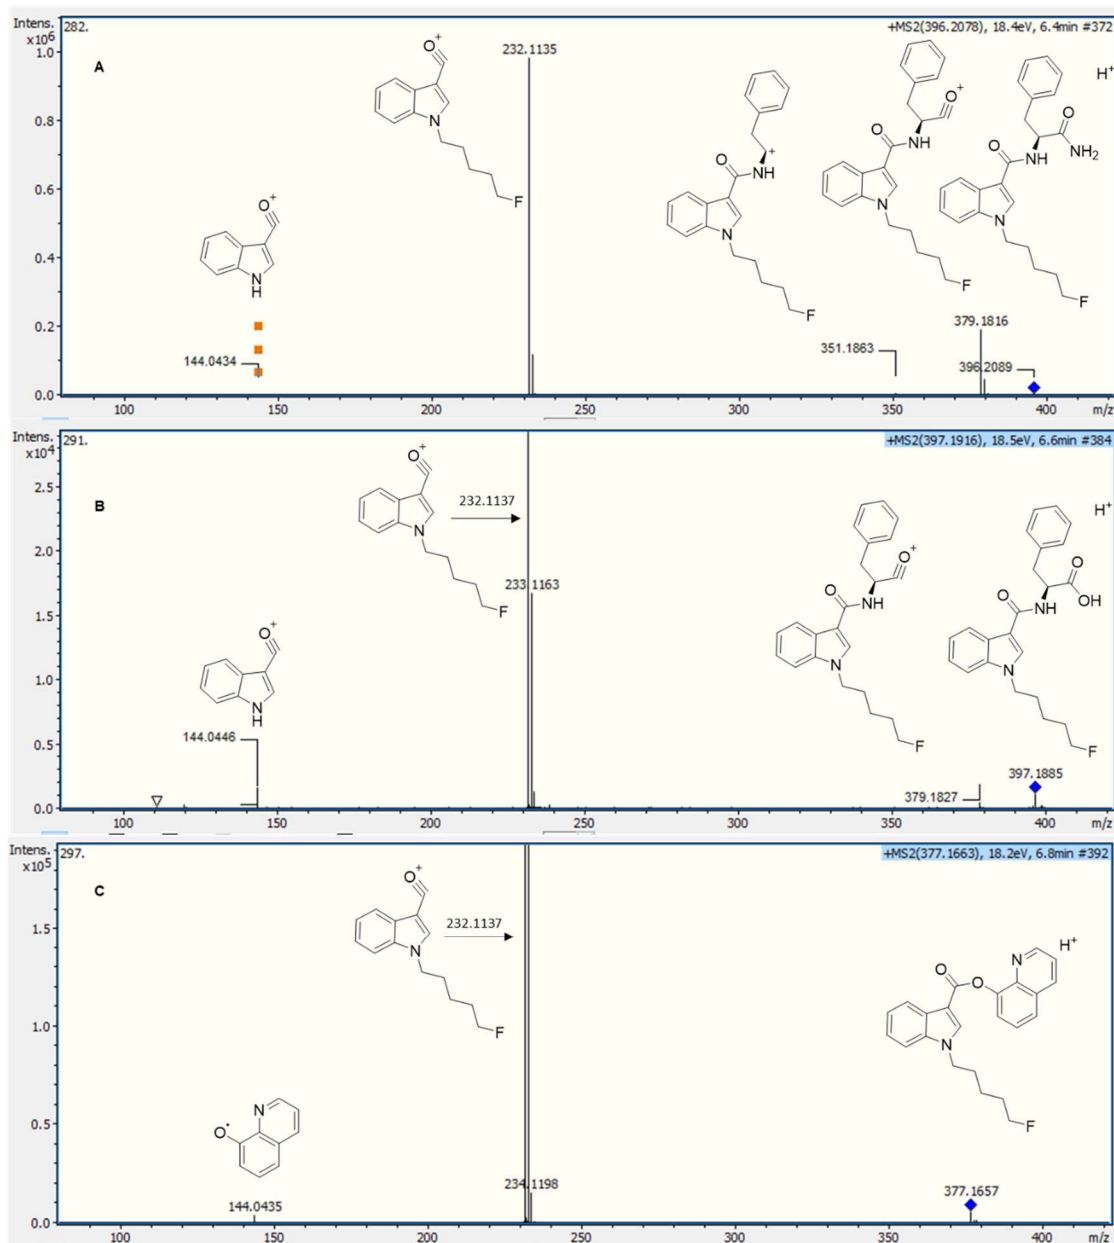 Intens.
x10⁶
282.
+MS2(396.2078), 18.4eV, 6.4min #372
A
1.0
0.8
0.6
0.4
0.2
0.0
232.1135
144.0434
351.1863
379.1816
396.2089
O⁺
N
H
O⁺
N
F
O
NH
⁺
N
F
O
NH
O⁺
N
F
O
NH
O
NH₂
N
F
H⁺
100
150
200
250
300
350
400
m/z
Intens.
x10⁴
291.
+MS2(397.1916), 18.5eV, 6.6min #384
B
2.5
2.0
1.5
1.0
0.5
0.0
232.1137
233.1163
144.0446
379.1827
397.1885
O⁺
N
H
O⁺
N
F
O
NH
O⁺
N
F
O
NH
O
OH
N
F
H⁺
100
150
200
250
300
350
400
m/z
Intens.
x10⁵
297.
+MS2(377.1663), 18.2eV, 6.8min #392
C
1.5
1.0
0.5
0.0
232.1137
234.1198
144.0435
377.1657
O⁺
N
F
N
O•
O
O
N
H⁺
N
F
100
150
200
250
300
350
400
m/z